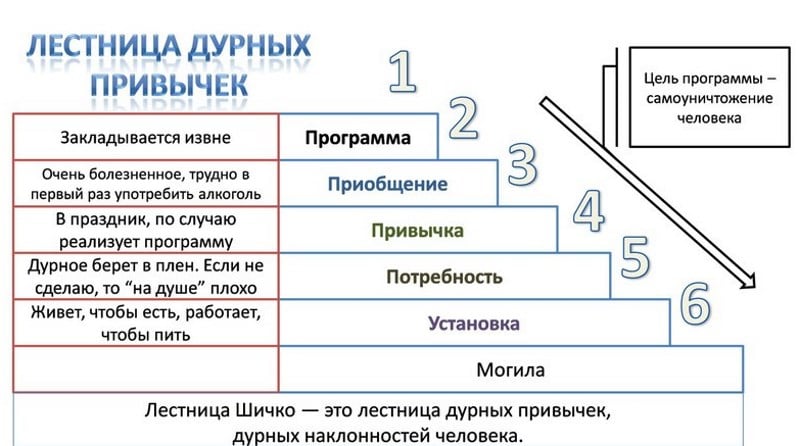 ЛЕСТНИЦА ДУРНЫХ
ПРИВЫЧЕК
1
Цель программы –
самоуничтожение
человека
Закладывается извне
Программа
2
Очень болезненное, трудно в
первый раз употребить алкоголь
Приобщение
3
В праздник, по случаю
реализует программу
Привычка
4
Дурное берет в плен. Если не
сделаю, то “на душе” плохо
Потребность
5
Живет, чтобы есть, работает,
чтобы пить
Установка
6
Могила
Лестница Шичко — это лестница дурных привычек,
дурных наклонностей человека.